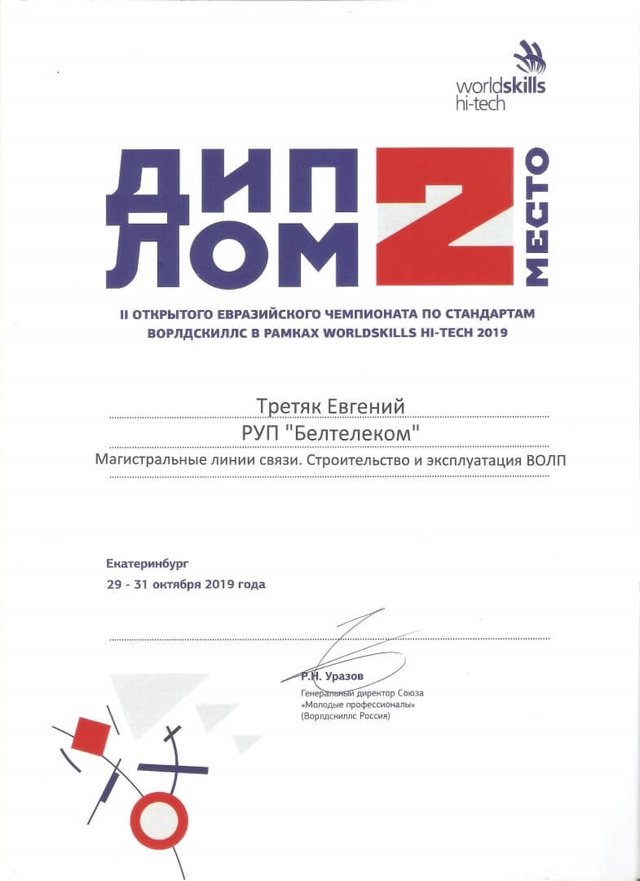 worldskills
hi-tech
ДИП
ЛОМ
2
МЕСТО
II ОТКРЫТОГО ЕВРАЗИЙСКОГО ЧЕМПИОНАТА ПО СТАНДАРТАМ
ВОРЛДСКИЛЛС В РАМКАХ WORLDSKILLS HI-TECH 2019
Третяк Евгений
РУП "Белтелеком"
Магистральные линии связи. Строительство и эксплуатация ВОЛП
Екатеринбург
29 - 31 октября 2019 года
Р.Н. Уразов
Генеральный директор Союза
«Молодые профессионалы»
(Ворлдскиллс Россия)